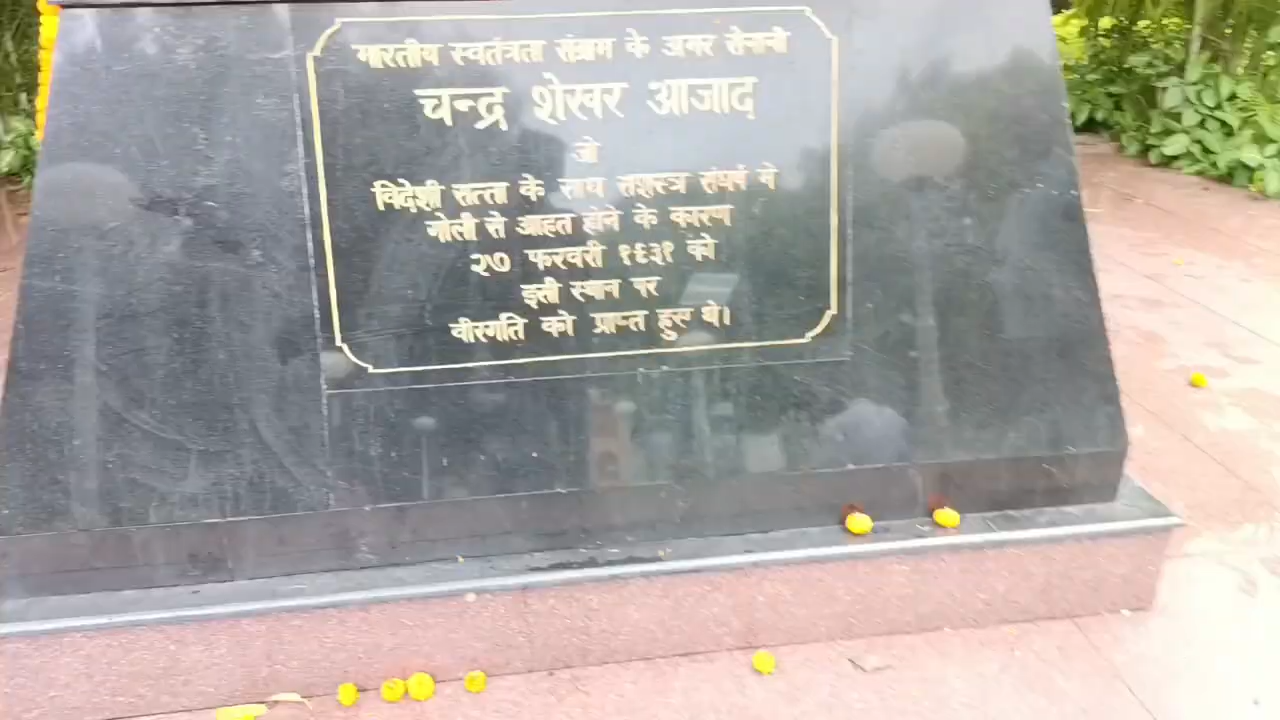 भारतीय स्वतंत्रता संग्राम के अमर सेनानी
चन्द्र शेखर आजाद
जो
विदेशी सत्ता के साथ सशस्त्र संघर्ष में
गोली से आहत होने के कारण
२७ फरवरी १९३१ को
इसी स्थान पर
वीरगति को प्राप्त हुए थे।